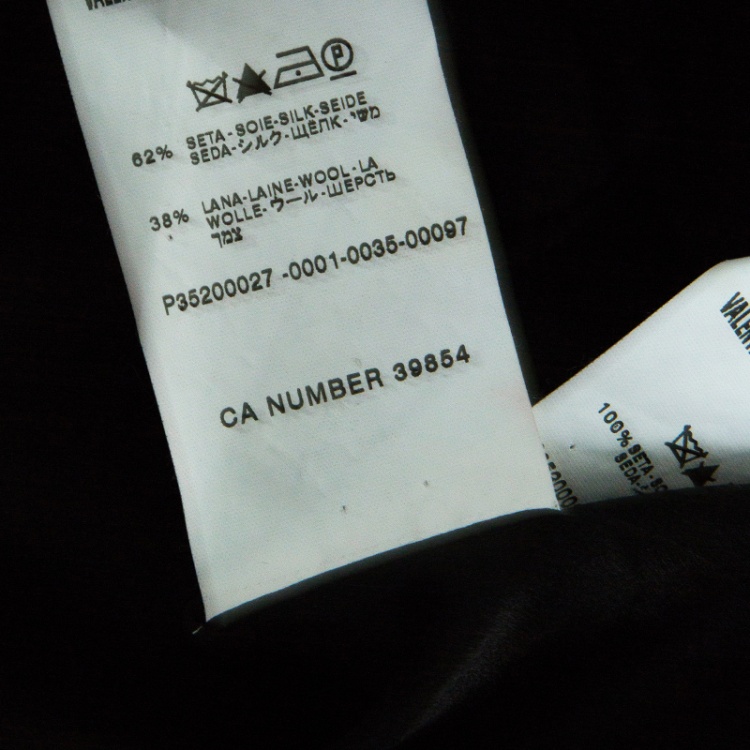 62% SETA-SOIE-SILK-SEIDE
SEDA-シルク-ШЁЛК-משי
38% LANA-LAINE-WOOL-LA
WOLLE-ウール-ШЕРСТЬ
צמר
P35200027 -0001-0035-00097
CA NUMBER 39854
100% SETA-
SEDA-